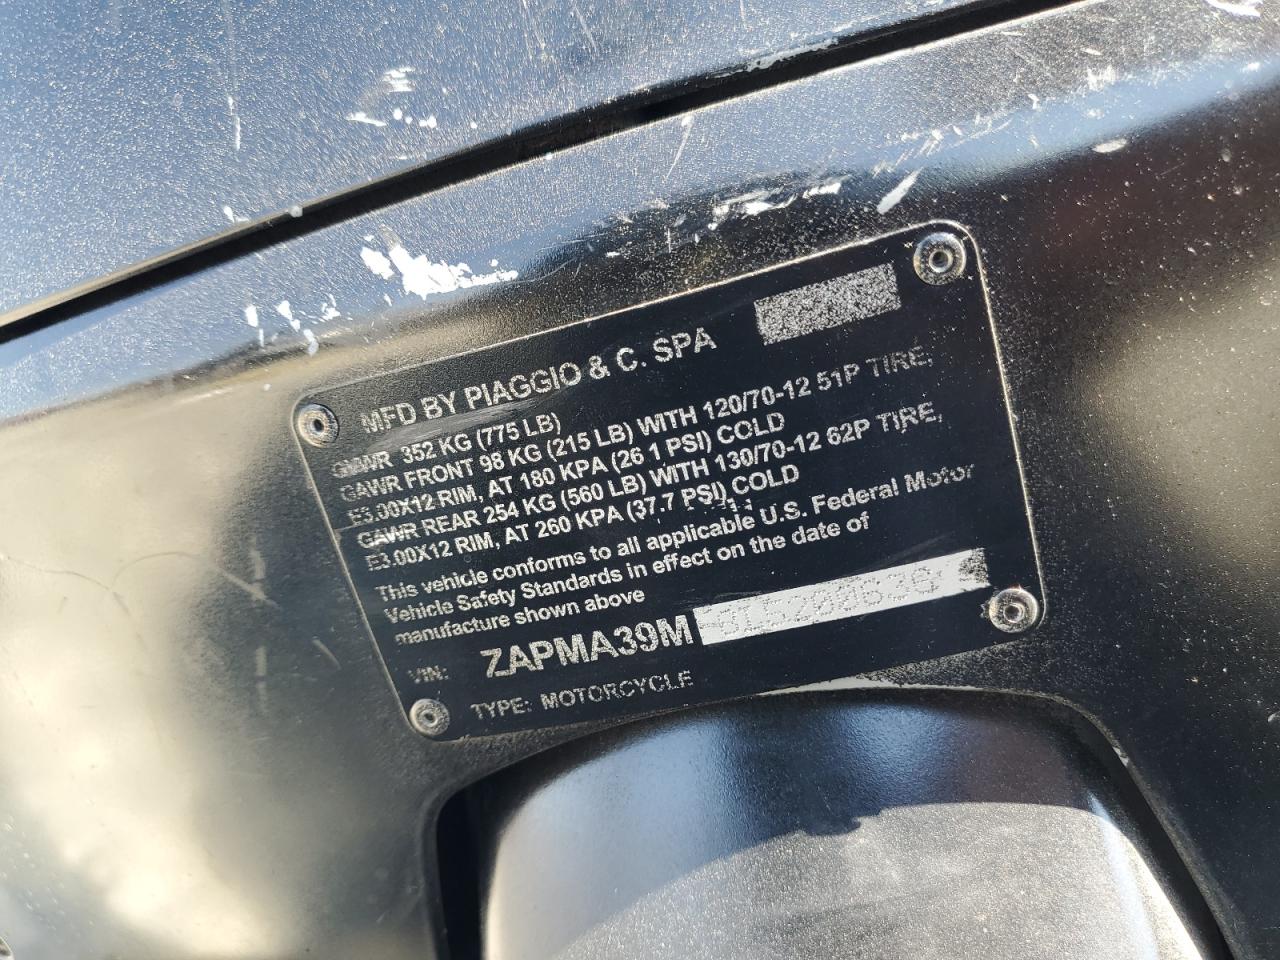 MFD BY PIAGGIO & C. SPA
GVWR 352 KG (775 LB)
GAWR FRONT 98 KG (215 LB) WITH 120/70-12 51P TIRE,
E3.00X12 RIM, AT 180 KPA (26 1 PSI) COLD
GAWR REAR 254 KG (560 LB) WITH 130/70-12 62P TIRE,
E3.00X12 RIM, AT 260 KPA (37.7 PSI) COLD
This vehicle conforms to all applicable U.S. Federal Motor
Vehicle Safety Standards in effect on the date of
manufacture shown above
VIN: ZAPMA39M
TYPE: MOTORCYCLE